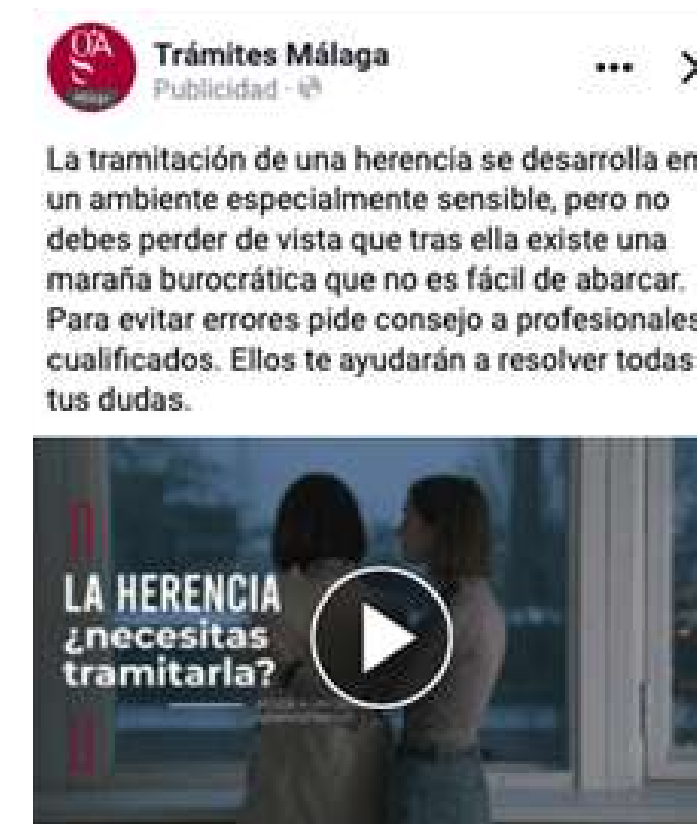 GA
S
Málaga
Trámites Málaga
Publicidad ·
La tramitación de una herencia se desarrolla en
un ambiente especialmente sensible, pero no
debes perder de vista que tras ella existe una
maraña burocrática que no es fácil de abarcar.
Para evitar errores pide consejo a profesionales
cualificados. Ellos te ayudarán a resolver todas
tus dudas.
LA HERENCIA
¿necesitas
tramitarla?